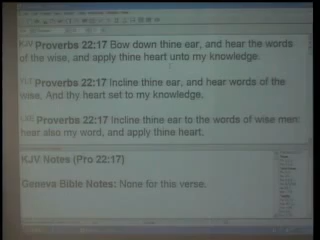 KJV Proverbs 22:17 Bow down thine ear, and hear the words
of the wise, and apply thine heart unto my knowledge.
Proverbs 22:17 Incline thine ear, and hear words of the
wise, And thy heart set to my knowledge.
Proverbs 22:17 Incline thine ear to the words of wise men:
hear also my word, and apply thine heart.
KJV Notes (Pro 22:17)
Geneva Bible Notes: None for this verse.